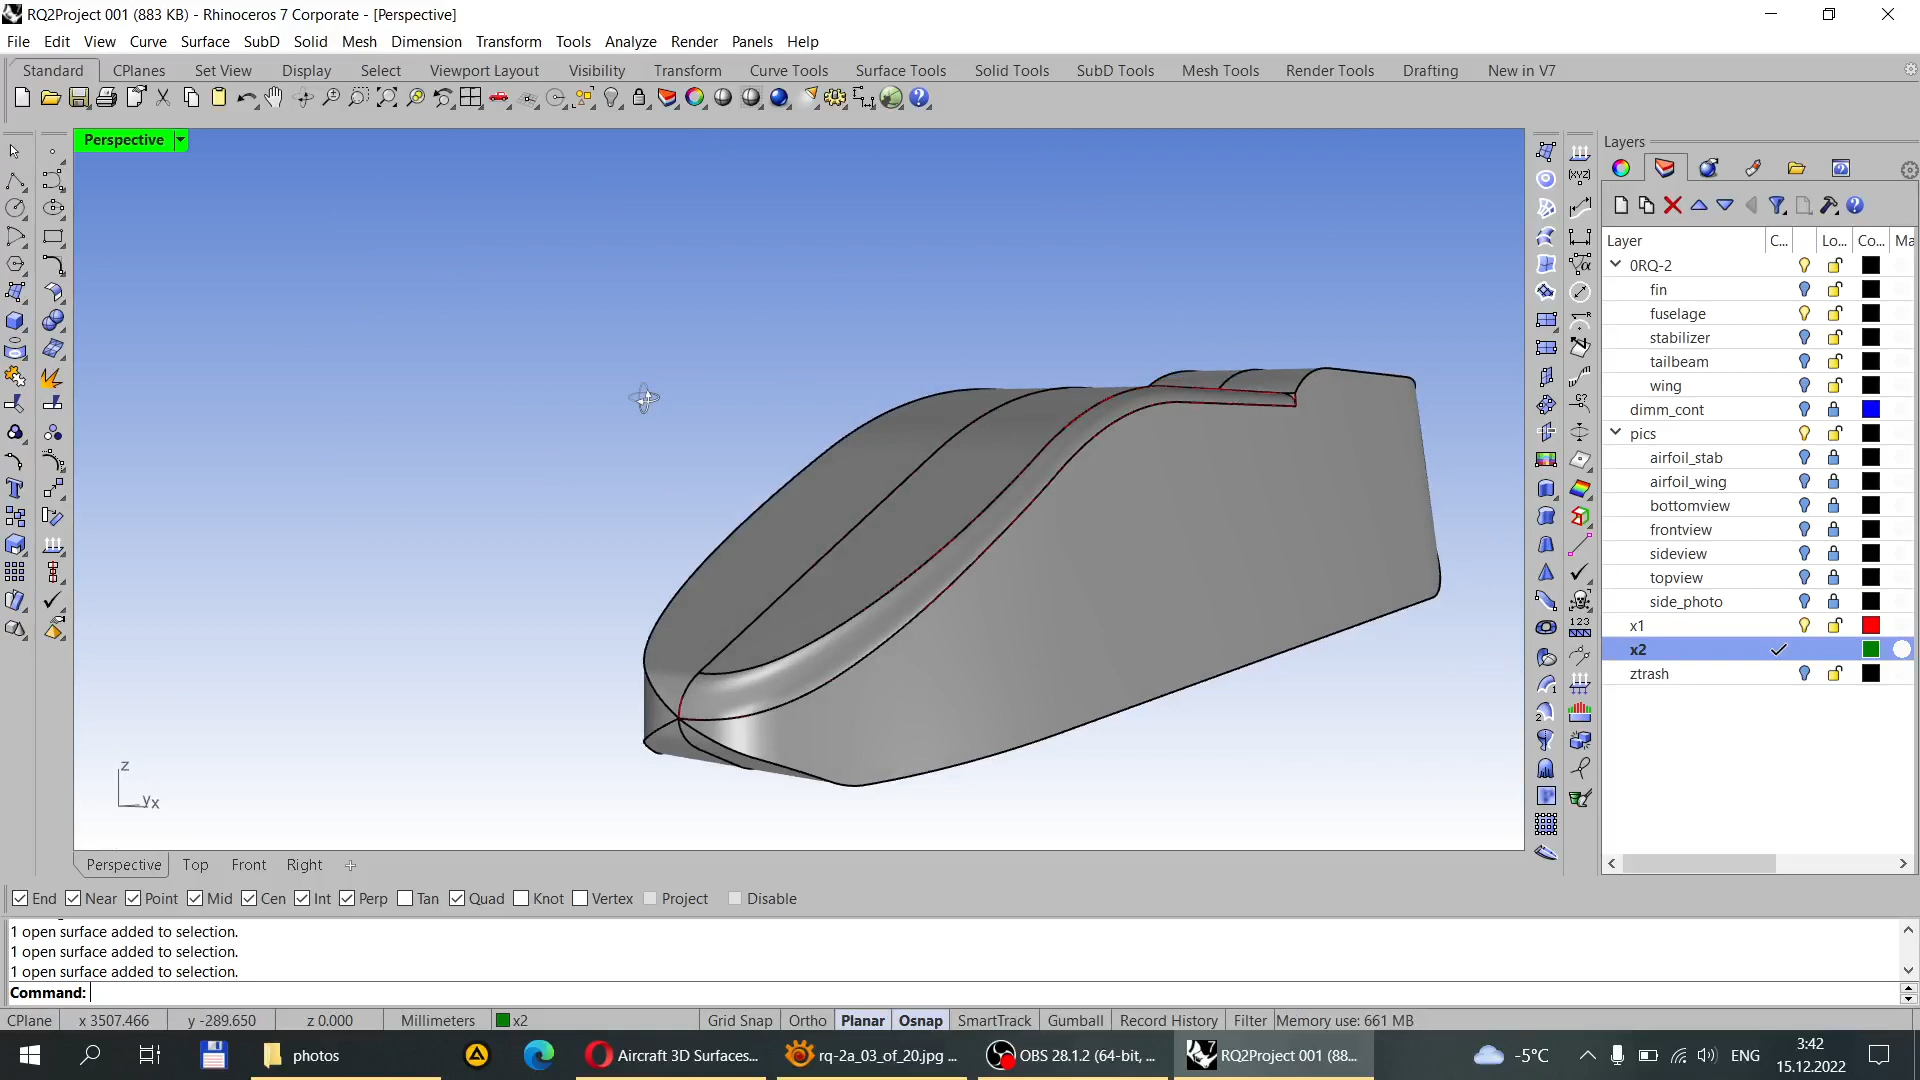 RQ2Project 001 (883 KB) - Rhinoceros 7 Corporate - [Perspective]
File Edit View Curve Surface SubD Solid Mesh Dimension Transform Tools Analyze Render Panels Help
Standard CPlanes Set View Display Select Viewport Layout Visibility Transform Curve Tools Surface Tools Solid Tools SubD Tools Mesh Tools Render Tools Drafting New in V7
Perspective
Layers
Layer C... Lo... Co... Ma
0RQ-2
fin
fuselage
stabilizer
tailbeam
wing
dimm_cont
pics
airfoil_stab
airfoil_wing
bottomview
frontview
sideview
topview
side_photo
x1
x2
ztrash
z
y x
Perspective Top Front Right
End Near Point Mid Cen Int Perp Tan Quad Knot Vertex Project Disable
1 open surface added to selection.
1 open surface added to selection.
1 open surface added to selection.
Command:
CPlane x 3507.466 y -289.650 z 0.000 Millimeters x2 Grid Snap Ortho Planar Osnap SmartTrack Gumball Record History Filter Memory use: 661 MB
photos Aircraft 3D Surfaces... rq-2a_03_of_20.jpg ... OBS 28.1.2 (64-bit, ... RQ2Project 001 (88... -5°C ENG 3:42
15.12.2022